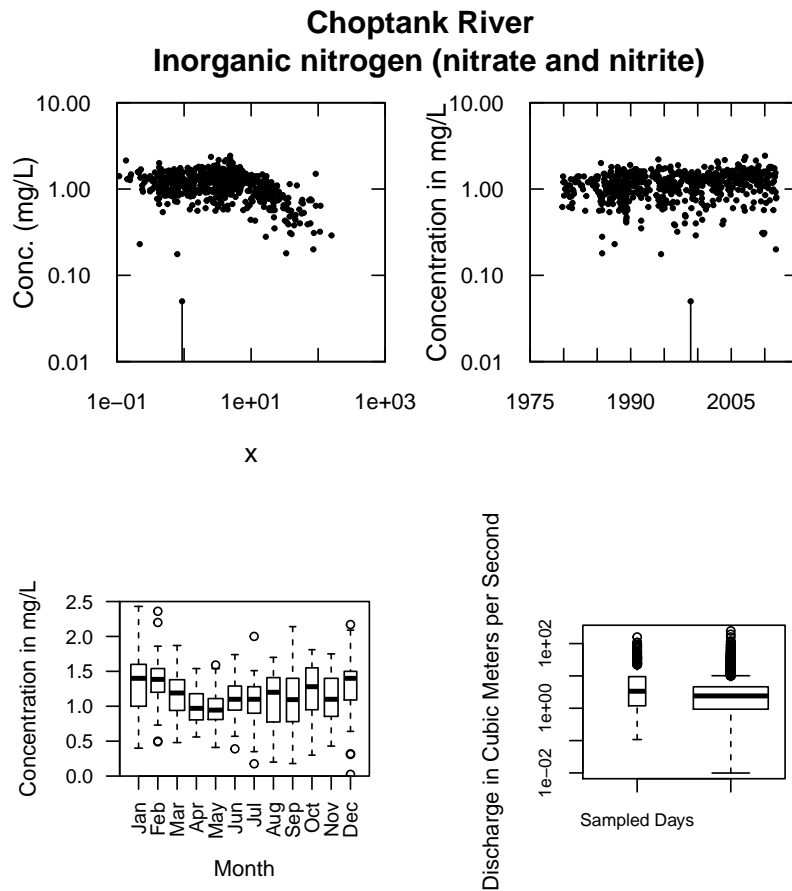 Choptank River
Inorganic nitrogen (nitrate and nitrite)
Conc. (mg/L)
10.00
1.00
0.10
0.01
1e−01
1e+01
1e+03
x
Concentration in mg/L
10.00
1.00
0.10
0.01
1975
1990
2005
Concentration in mg/L
2.5
2.0
1.5
1.0
0.5
0.0
Jan
Feb
Mar
Apr
May
Jun
Jul
Aug
Sep
Oct
Nov
Dec
Month
Discharge in Cubic Meters per Second
1e+02
1e+00
1e−02
Sampled Days